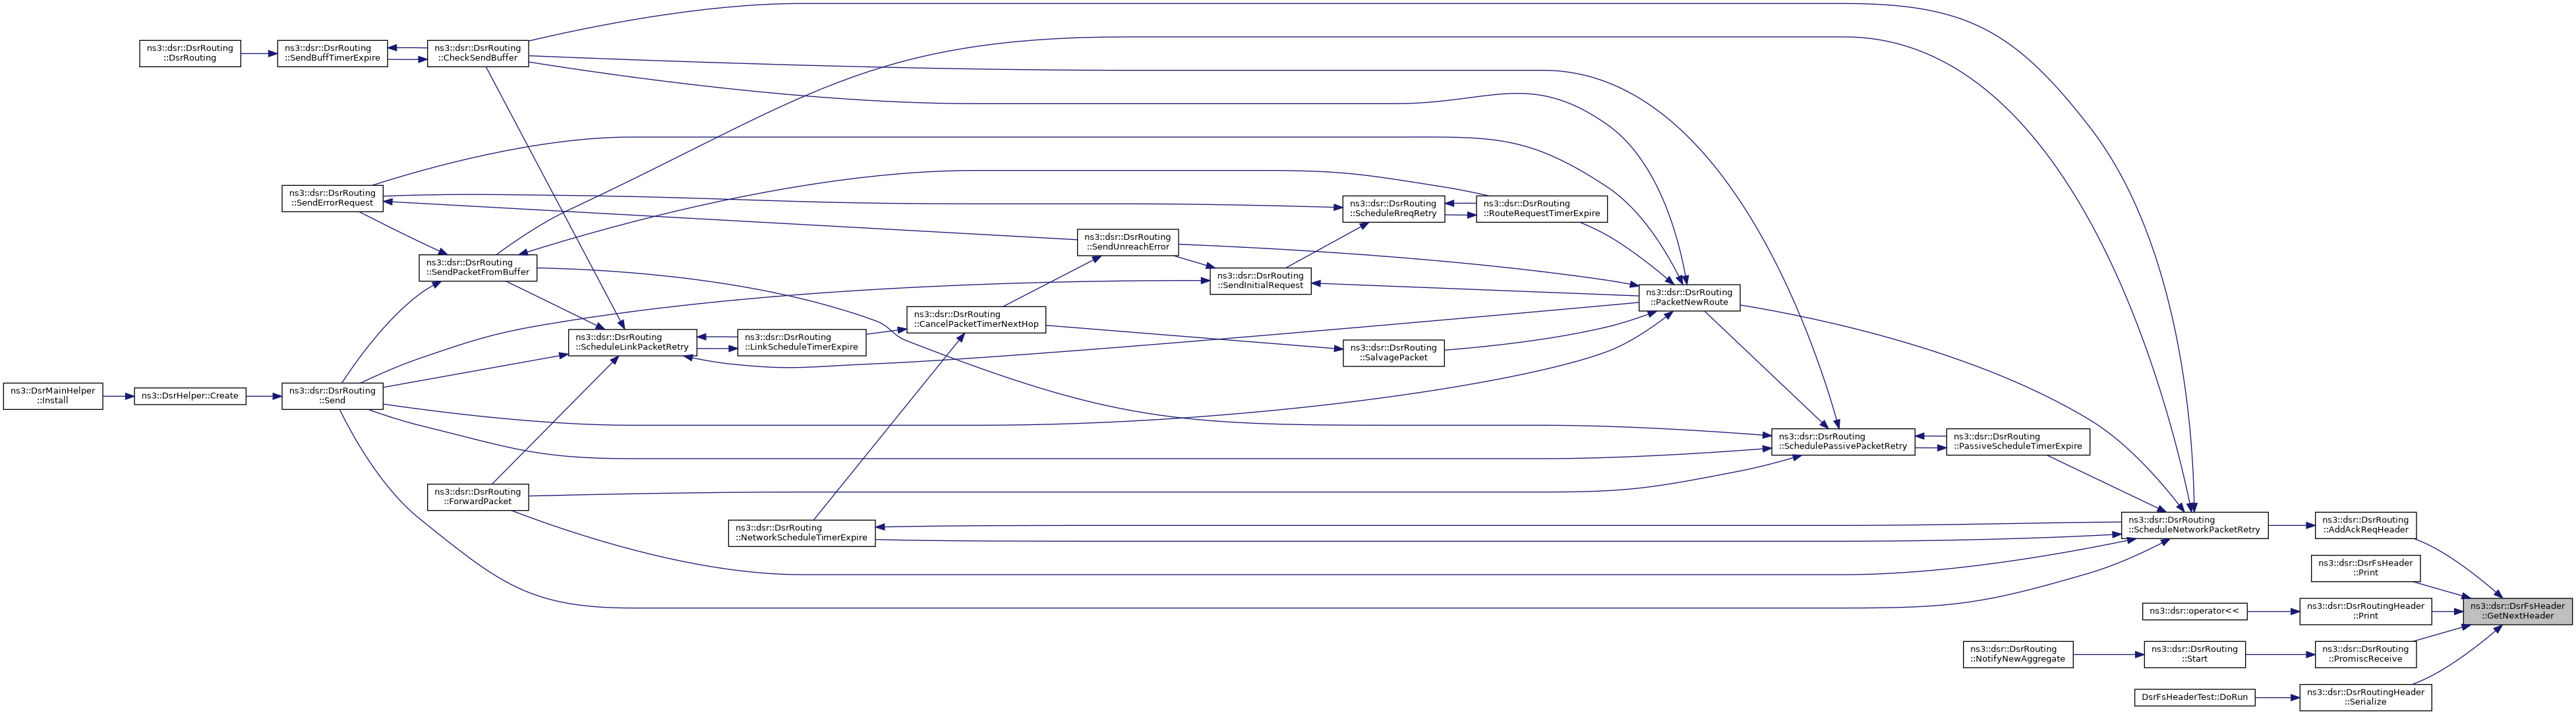 ns3::dsr::DsrRouting
::DsrRouting
ns3::dsr::DsrRouting
::SendBuffTimerExpire
ns3::dsr::DsrRouting
::CheckSendBuffer
ns3::dsr::DsrRouting
::SendErrorRequest
ns3::dsr::DsrRouting
::ScheduleRreqRetry
ns3::dsr::DsrRouting
::RouteRequestTimerExpire
ns3::dsr::DsrRouting
::SendUnreachError
ns3::dsr::DsrRouting
::SendPacketFromBuffer
ns3::dsr::DsrRouting
::SendInitialRequest
ns3::dsr::DsrRouting
::PacketNewRoute
ns3::dsr::DsrRouting
::CancelPacketTimerNextHop
ns3::dsr::DsrRouting
::ScheduleLinkPacketRetry
ns3::dsr::DsrRouting
::LinkScheduleTimerExpire
ns3::dsr::DsrRouting
::SalvagePacket
ns3::DsrMainHelper
::Install
ns3::DsrHelper::Create
ns3::dsr::DsrRouting
::Send
ns3::dsr::DsrRouting
::SchedulePassivePacketRetry
ns3::dsr::DsrRouting
::PassiveScheduleTimerExpire
ns3::dsr::DsrRouting
::ForwardPacket
ns3::dsr::DsrRouting
::NetworkScheduleTimerExpire
ns3::dsr::DsrRouting
::ScheduleNetworkPacketRetry
ns3::dsr::DsrRouting
::AddAckReqHeader
ns3::dsr::DsrFsHeader
::Print
ns3::dsr::operator<<
ns3::dsr::DsrRoutingHeader
::Print
ns3::dsr::DsrFsHeader
::GetNextHeader
ns3::dsr::DsrRouting
::NotifyNewAggregate
ns3::dsr::DsrRouting
::Start
ns3::dsr::DsrRouting
::PromiscReceive
DsrFsHeaderTest::DoRun
ns3::dsr::DsrRoutingHeader
::Serialize